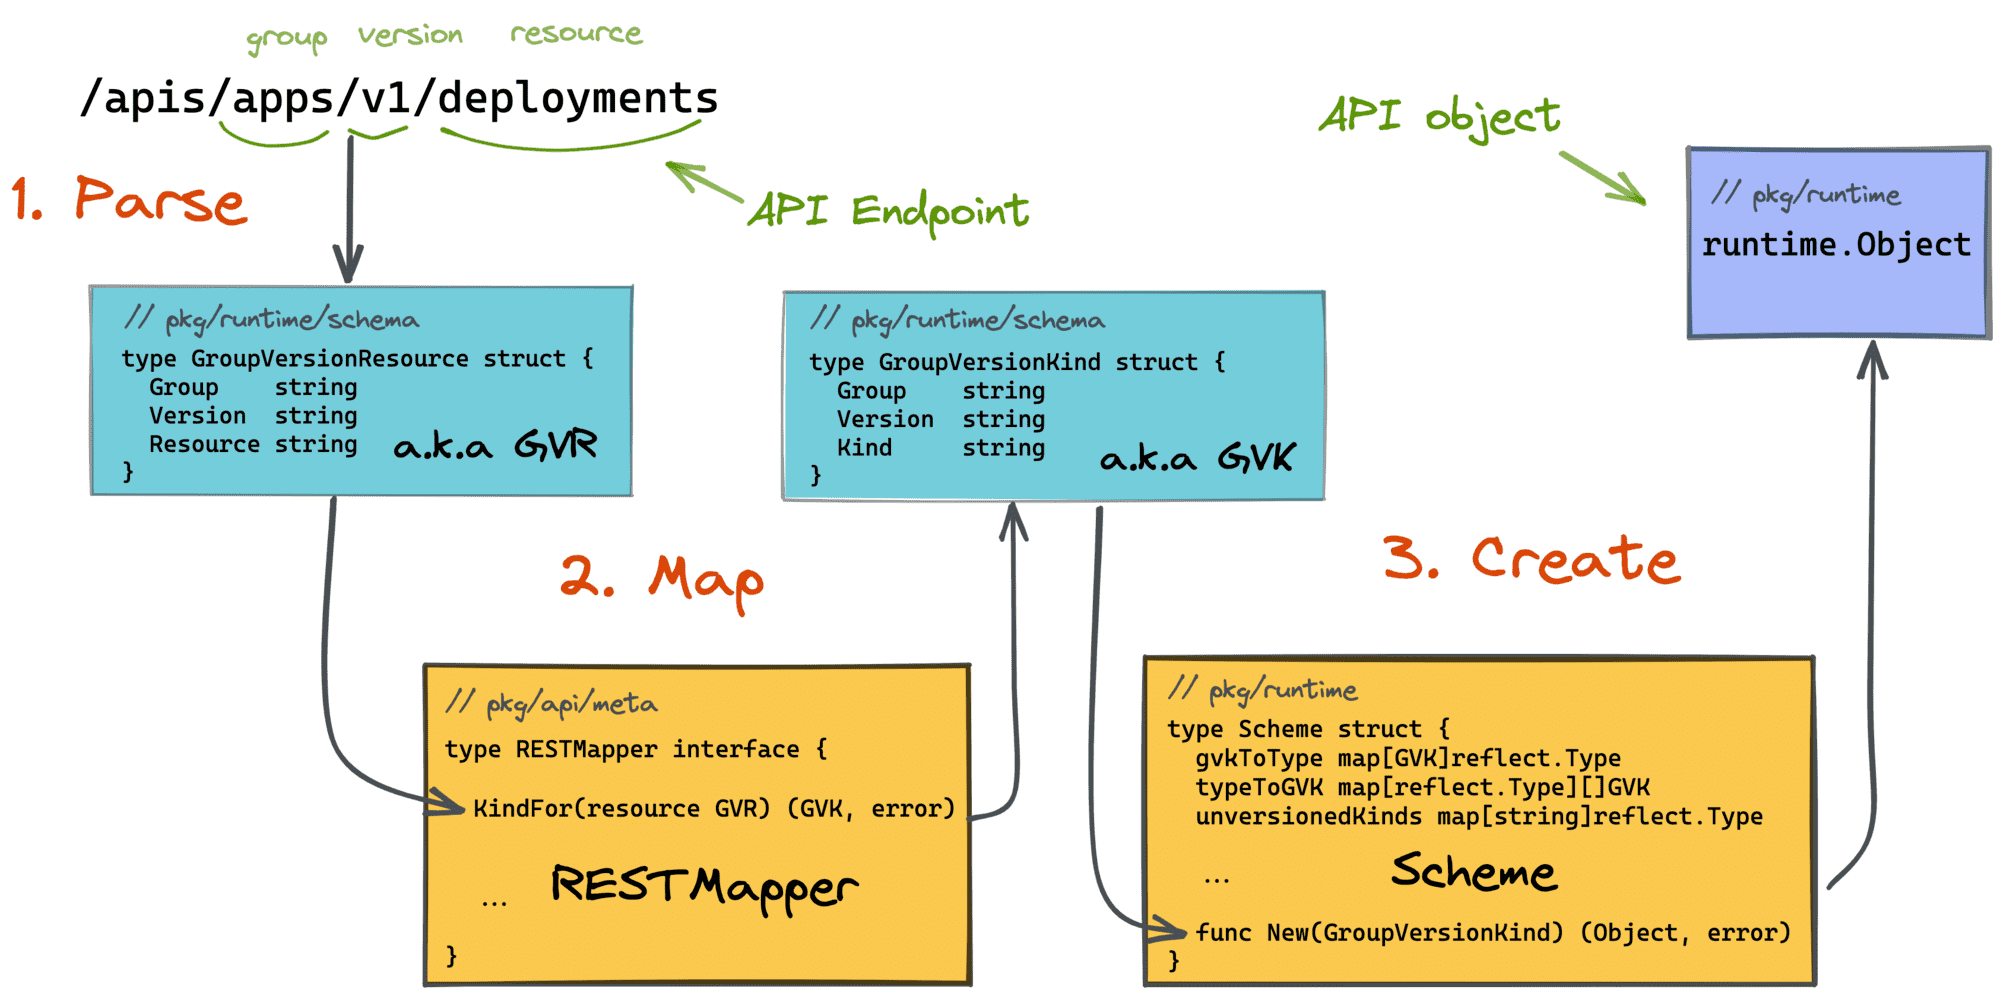 group version resource
/apis/apps/v1/deployments
1. Parse
API Endpoint
// pkg/runtime/schema
type GroupVersionResource struct {
Group string
Version string
Resource string
}
a.k.a GVR
2. Map
// pkg/api/meta
type RESTMapper interface {
KindFor(resource GVR) (GVK, error)
...
RESTMapper
}
// pkg/runtime/schema
type GroupVersionKind struct {
Group string
Version string
Kind string
}
a.k.a GVK
3. Create
// pkg/runtime
type Scheme struct {
gvkToType map[GVK]reflect.Type
typeToGVK map[reflect.Type][]GVK
unversionedKinds map[string]reflect.Type
...
Scheme
func New(GroupVersionKind) (Object, error)
}
API object
// pkg/runtime
runtime.Object